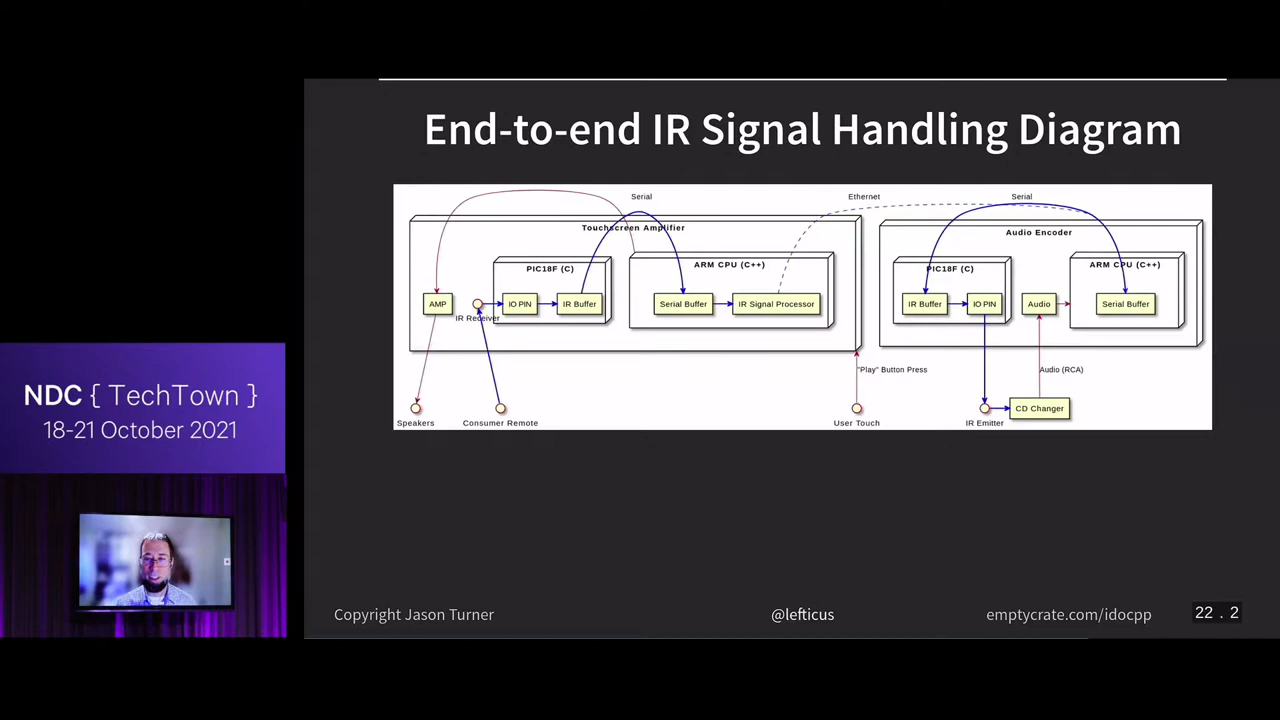 End-to-end IR Signal Handling Diagram
Serial
Ethernet
Serial
Touchscreen Amplifier
Audio Encoder
PIC18F (C)
ARM CPU (C++)
PIC18F (C)
ARM CPU (C++)
AMP
IO PIN
IR Buffer
Serial Buffer
IR Signal Processor
IR Buffer
IO PIN
Audio
Serial Buffer
IR Receiver
"Play" Button Press
Audio (RCA)
CD Changer
Speakers
Consumer Remote
User Touch
IR Emitter
NDC { TechTown }
18-21 October 2021
Copyright Jason Turner
@lefticus
emptycrate.com/idocpp
22 . 2